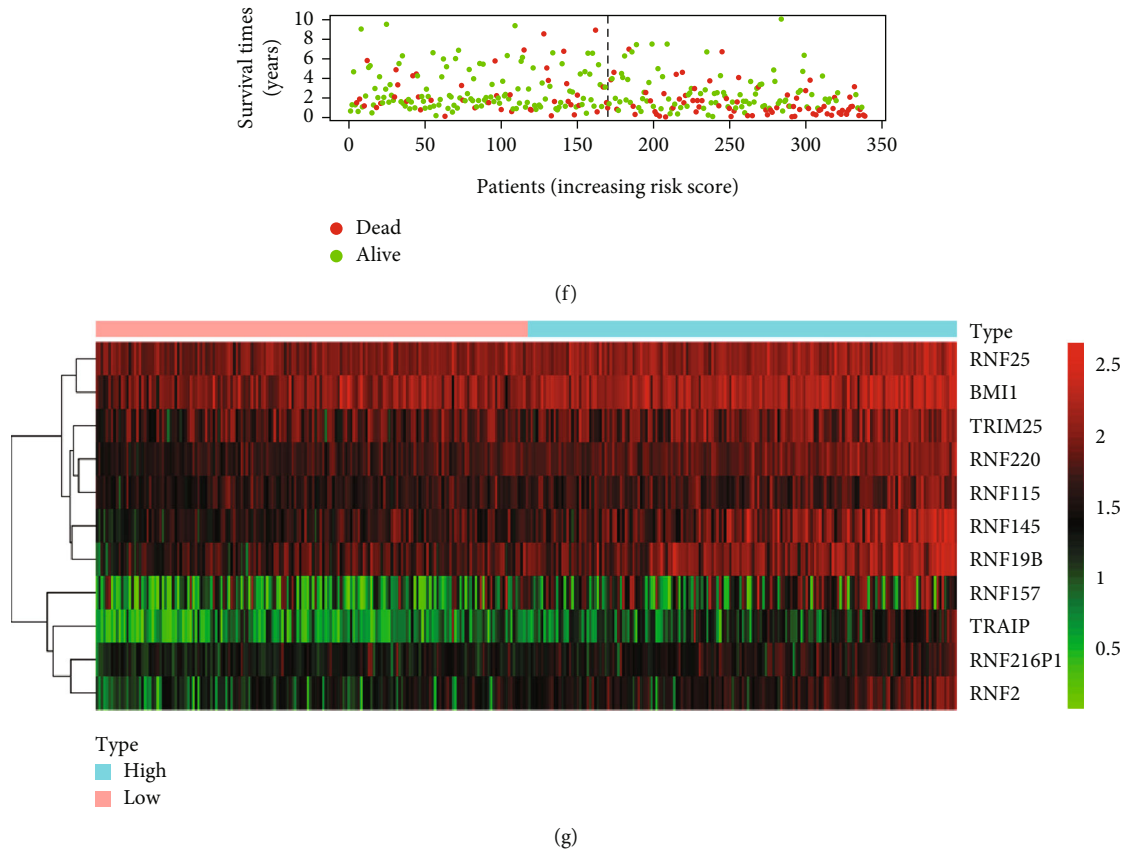 Survival times
(years)
10
8
6
4
2
0
0 50 100 150 200 250 300 350
Patients (increasing risk score)
Dead
Alive
(f)
Type
RNF25
BMI1
TRIM25
RNF220
RNF115
RNF145
RNF19B
RNF157
TRAIP
RNF216P1
RNF2
2.5
2
1.5
1
0.5
Type
High
Low
(g)